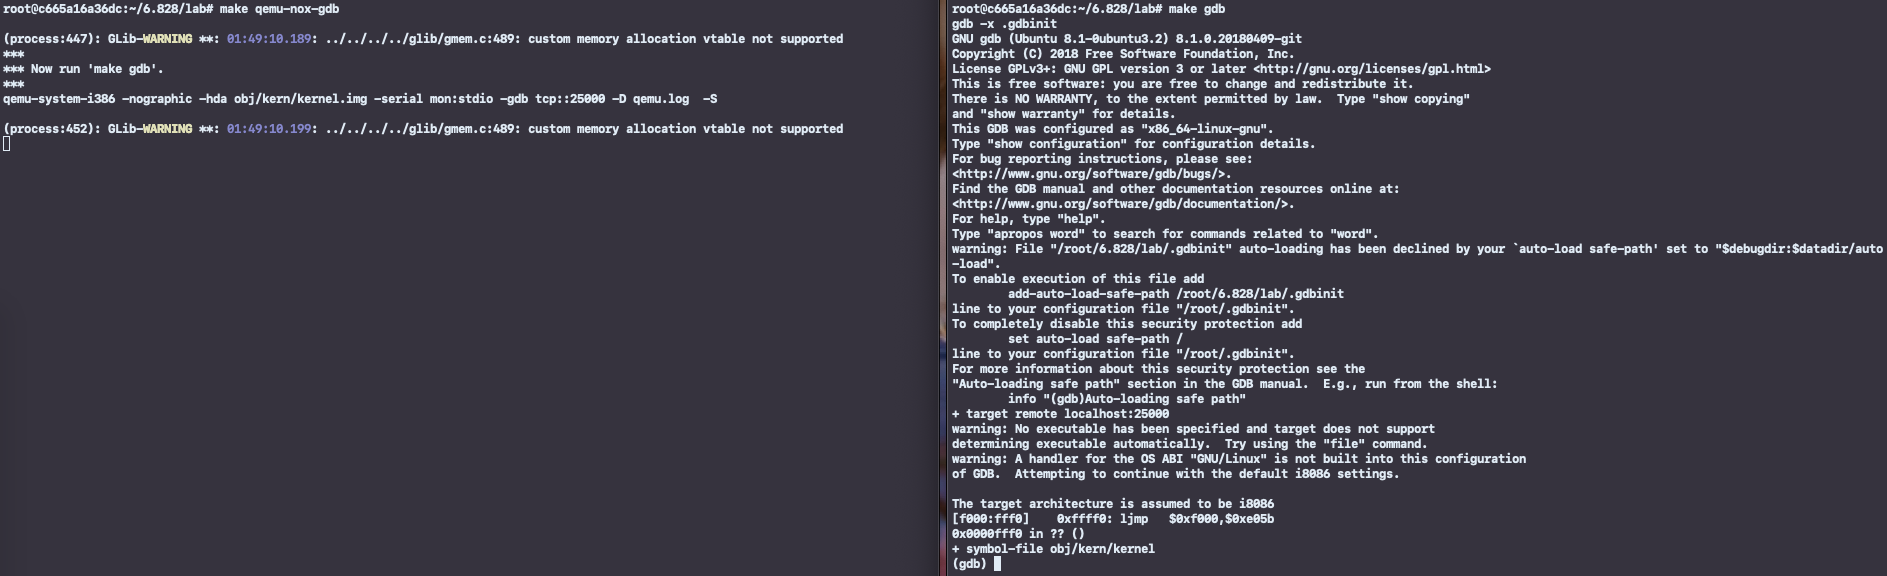 root@c665a16a36dc:~/6.828/lab# make qemu-nox-gdb
(process:447): GLib-WARNING **: 01:49:10.189: ../../../../glib/gmem.c:489: custom memory allocation vtable not supported
***
*** Now run 'make gdb'.
***
qemu-system-i386 -nographic -hda obj/kern/kernel.img -serial mon:stdio -gdb tcp::25000 -D qemu.log  -S
(process:452): GLib-WARNING **: 01:49:10.199: ../../../../glib/gmem.c:489: custom memory allocation vtable not supported
root@c665a16a36dc:~/6.828/lab# make gdb
gdb -x .gdbinit
GNU gdb (Ubuntu 8.1-0ubuntu3.2) 8.1.0.20180409-git
Copyright (C) 2018 Free Software Foundation, Inc.
License GPLv3+: GNU GPL version 3 or later <http://gnu.org/licenses/gpl.html>
This is free software: you are free to change and redistribute it.
There is NO WARRANTY, to the extent permitted by law.  Type "show copying"
and "show warranty" for details.
This GDB was configured as "x86_64-linux-gnu".
Type "show configuration" for configuration details.
For bug reporting instructions, please see:
<http://www.gnu.org/software/gdb/bugs/>.
Find the GDB manual and other documentation resources online at:
<http://www.gnu.org/software/gdb/documentation/>.
For help, type "help".
Type "apropos word" to search for commands related to "word".
warning: File "/root/6.828/lab/.gdbinit" auto-loading has been declined by your `auto-load safe-path' set to "$debugdir:$datadir/auto
-load".
To enable execution of this file add
        add-auto-load-safe-path /root/6.828/lab/.gdbinit
line to your configuration file "/root/.gdbinit".
To completely disable this security protection add
        set auto-load safe-path /
line to your configuration file "/root/.gdbinit".
For more information about this security protection see the
"Auto-loading safe path" section in the GDB manual.  E.g., run from the shell:
        info "(gdb)Auto-loading safe path"
+ target remote localhost:25000
warning: No executable has been specified and target does not support
determining executable automatically.  Try using the "file" command.
warning: A handler for the OS ABI "GNU/Linux" is not built into this configuration
of GDB.  Attempting to continue with the default i8086 settings.
The target architecture is assumed to be i8086
[f000:fff0]    0xffff0: ljmp   $0xf000,$0xe05b
0x0000fff0 in ?? ()
+ symbol-file obj/kern/kernel
(gdb)